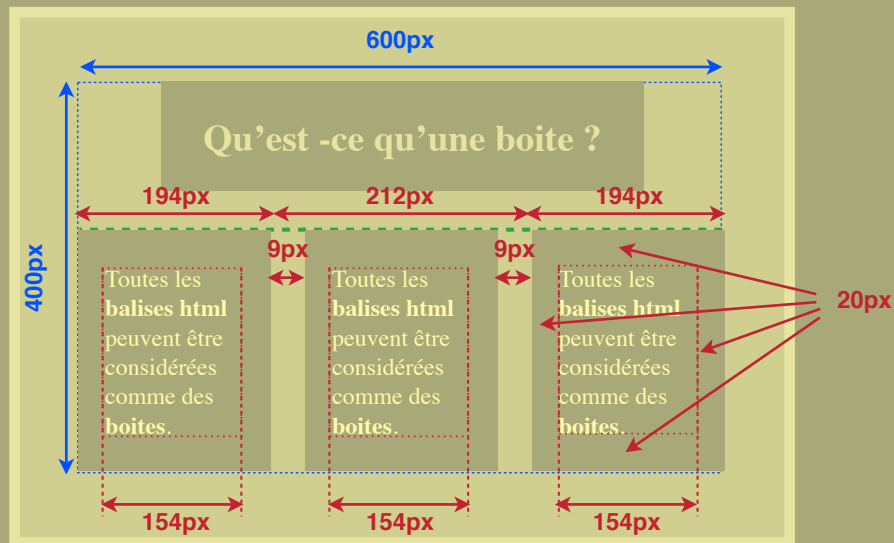 600px
Qu’est -ce qu’une boite ?
194px 212px 194px
400px
9px 9px
Toutes les
balises html
peuvent être
considérées
comme des
boites.
Toutes les
balises html
peuvent être
considérées
comme des
boites.
Toutes les
balises html
peuvent être
considérées
comme des
boites.
20px
154px 154px 154px